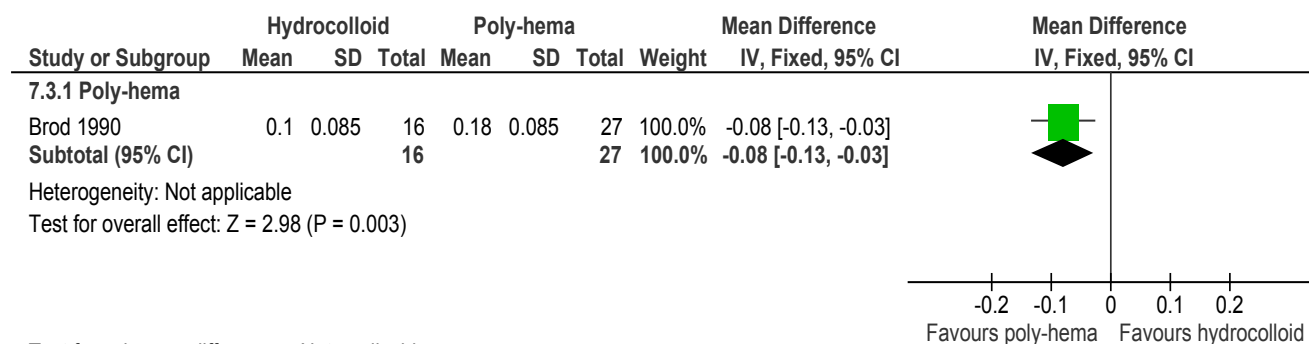 Hydrocolloid Poly-hema Mean Difference Mean Difference
Study or Subgroup Mean SD Total Mean SD Total Weight IV, Fixed, 95% CI IV, Fixed, 95% CI
7.3.1 Poly-hema
Brod 1990 0.1 0.085 16 0.18 0.085 27 100.0% -0.08 [-0.13, -0.03]
Subtotal (95% CI) 16 27 100.0% -0.08 [-0.13, -0.03]
Heterogeneity: Not applicable
Test for overall effect: Z = 2.98 (P = 0.003)
-0.2 -0.1 0 0.1 0.2
Favours poly-hema Favours hydrocolloid